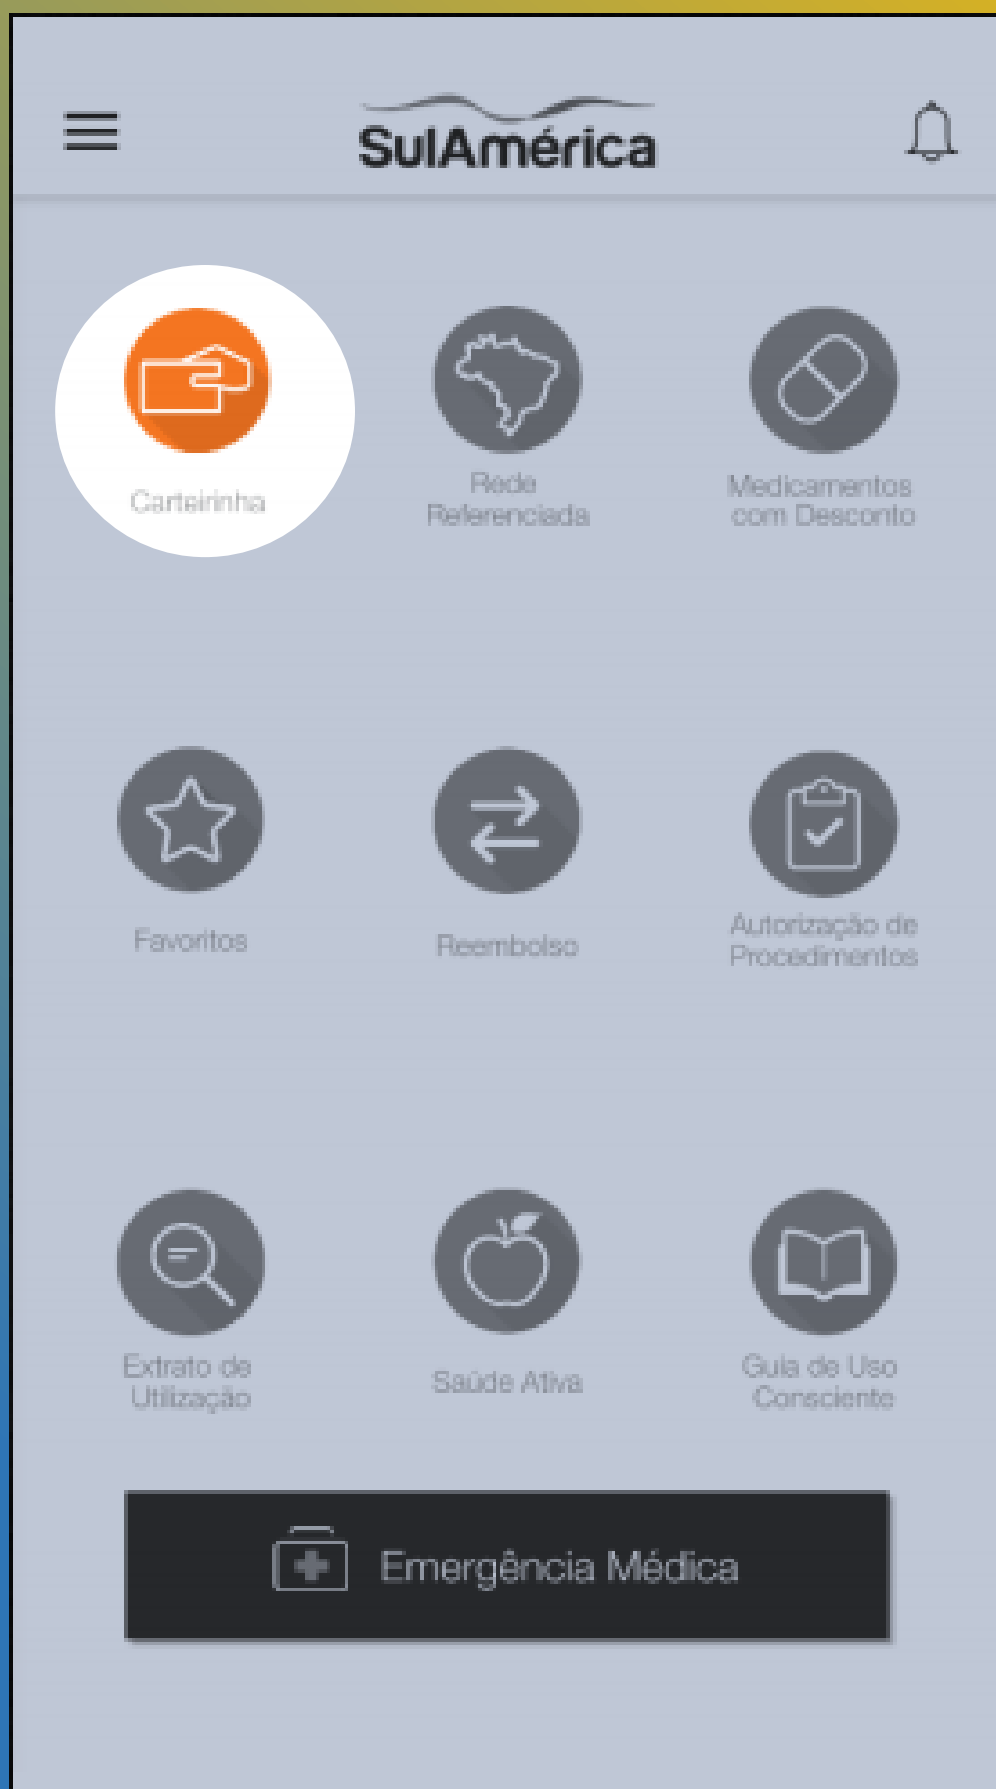 SulAmérica
Carteirinha
Rede
Referenciada
Medicamentos
com Desconto
Favoritos
Reembolso
Autorização de
Procedimentos
Extrato de
Utilização
Saúde Ativa
Guia de Uso
Consciente
Emergência Médica